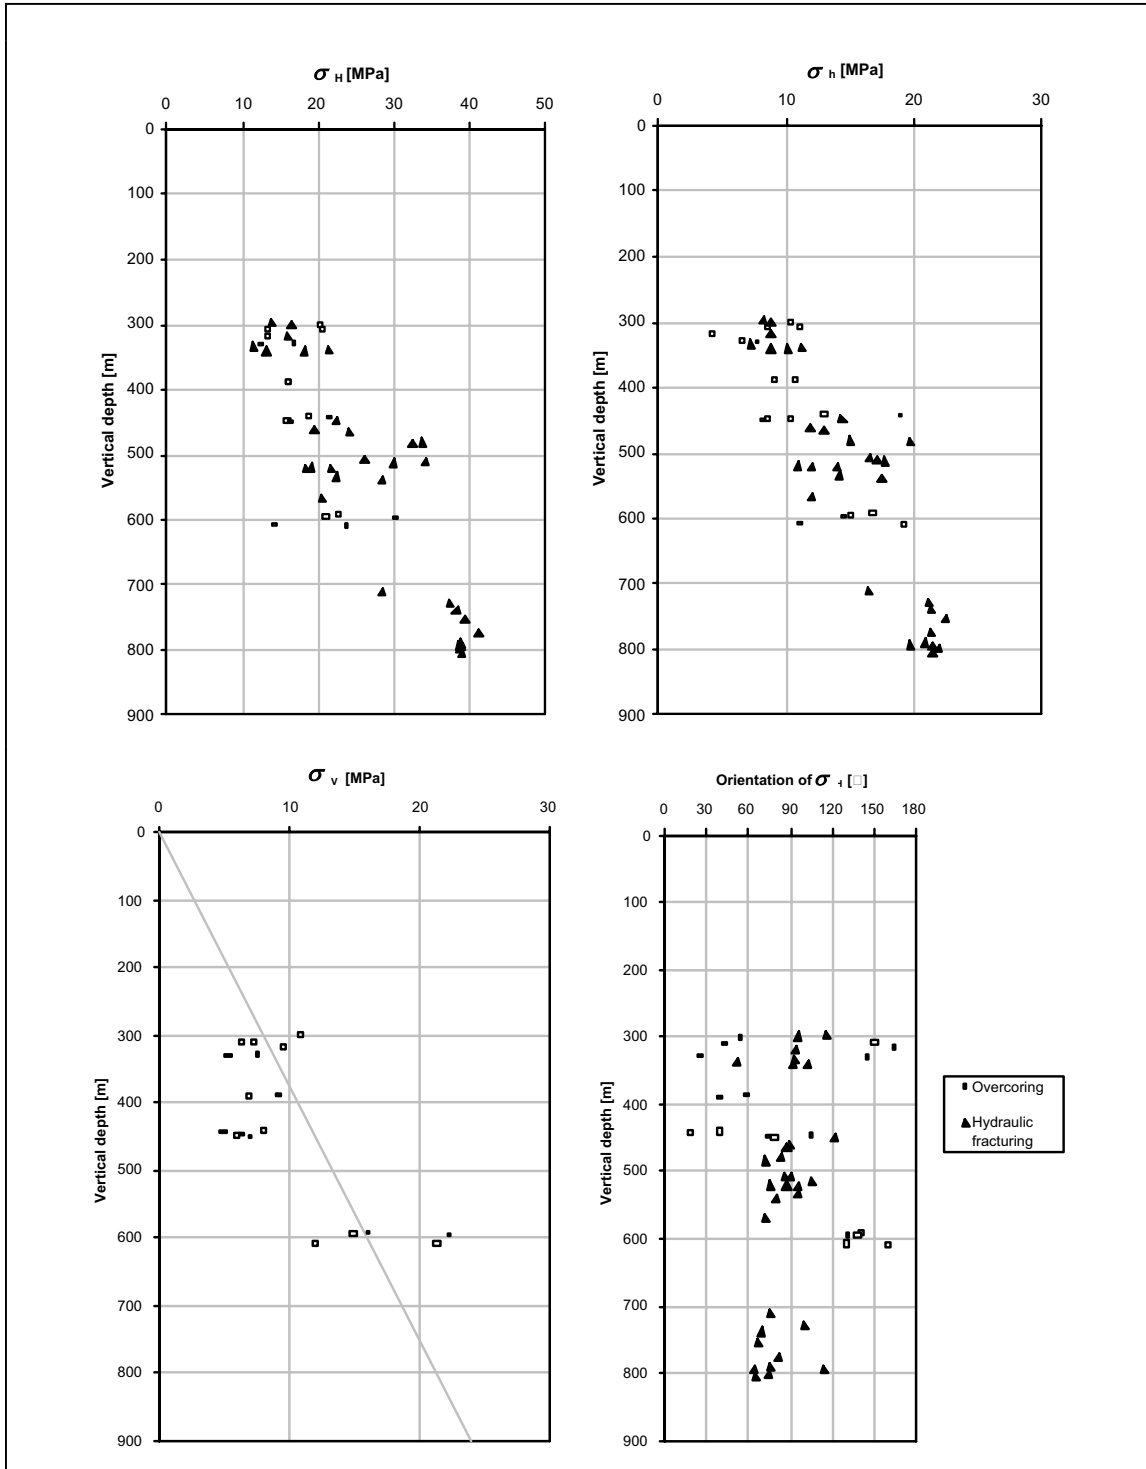 σ H [MPa]
0 10 20 30 40 50
0
100
200
300
400
500
600
700
800
900
Vertical depth [m]
σ h [MPa]
0 10 20 30
0
100
200
300
400
500
600
700
800
900
Vertical depth [m]
σ v [MPa]
0 10 20 30
0
100
200
300
400
500
600
700
800
900
Vertical depth [m]
Orientation of σ H [□]
0 30 60 90 120 150 180
0
100
200
300
400
500
600
700
800
900
Vertical depth [m]
Overcoring
Hydraulic
fracturing